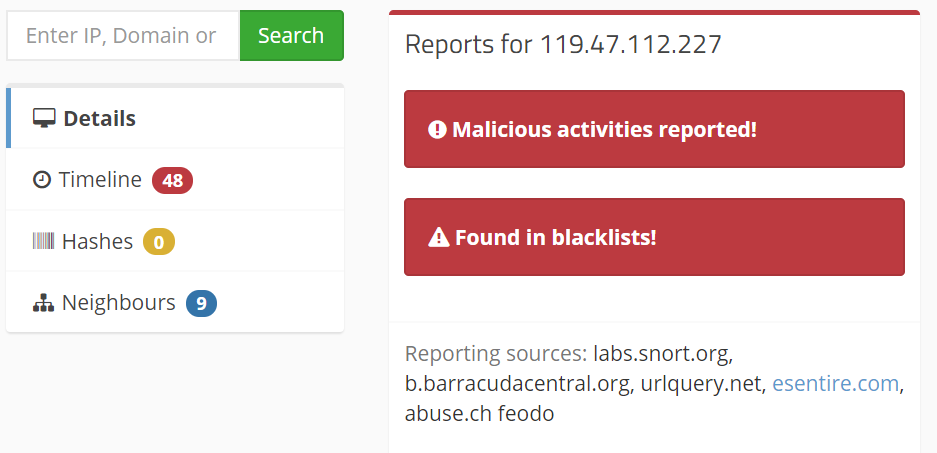 Enter IP, Domain or
Search
Details
Timeline 48
Hashes 0
Neighbours 9
Reports for 119.47.112.227
Malicious activities reported!
Found in blacklists!
Reporting sources: labs.snort.org,
b.barracudacentral.org, urlquery.net, esentire.com,
abuse.ch feodo